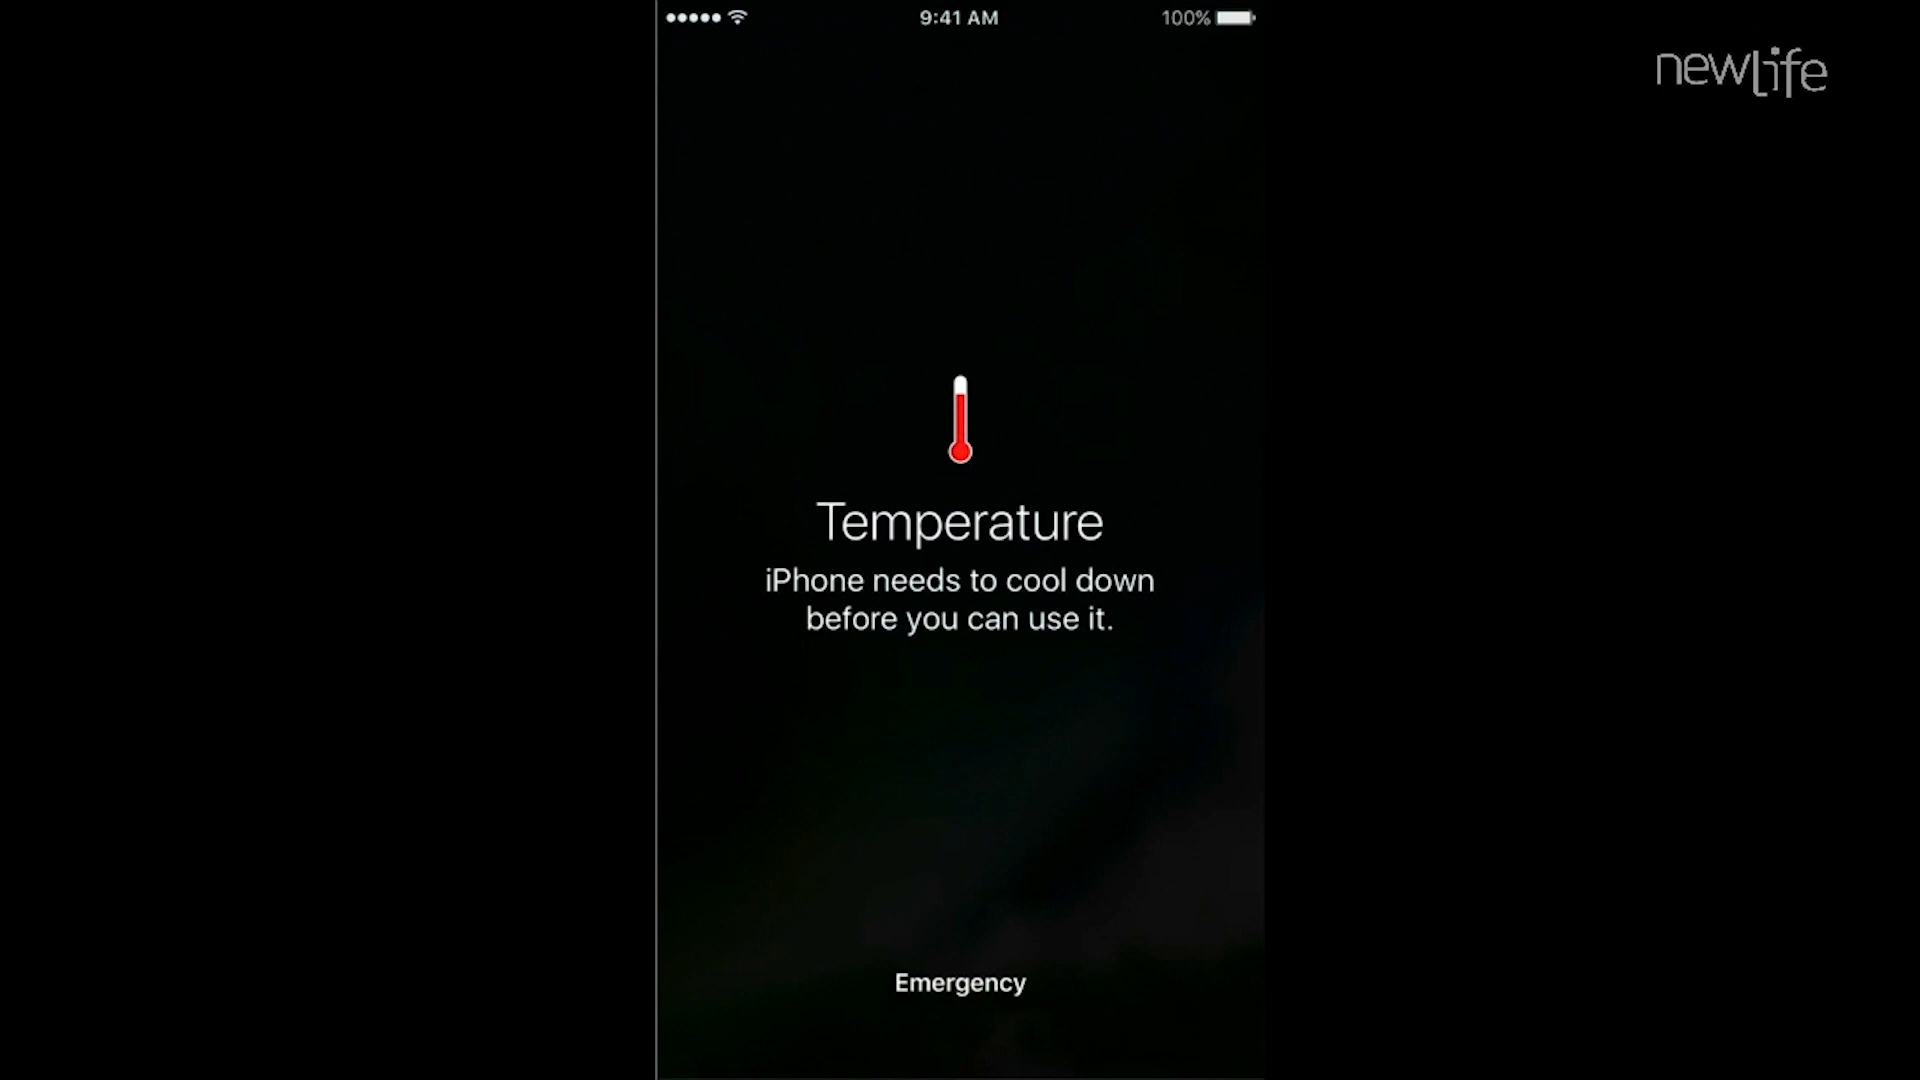 9:41 AM
100%
newlife
Temperature
iPhone needs to cool down
before you can use it.
Emergency